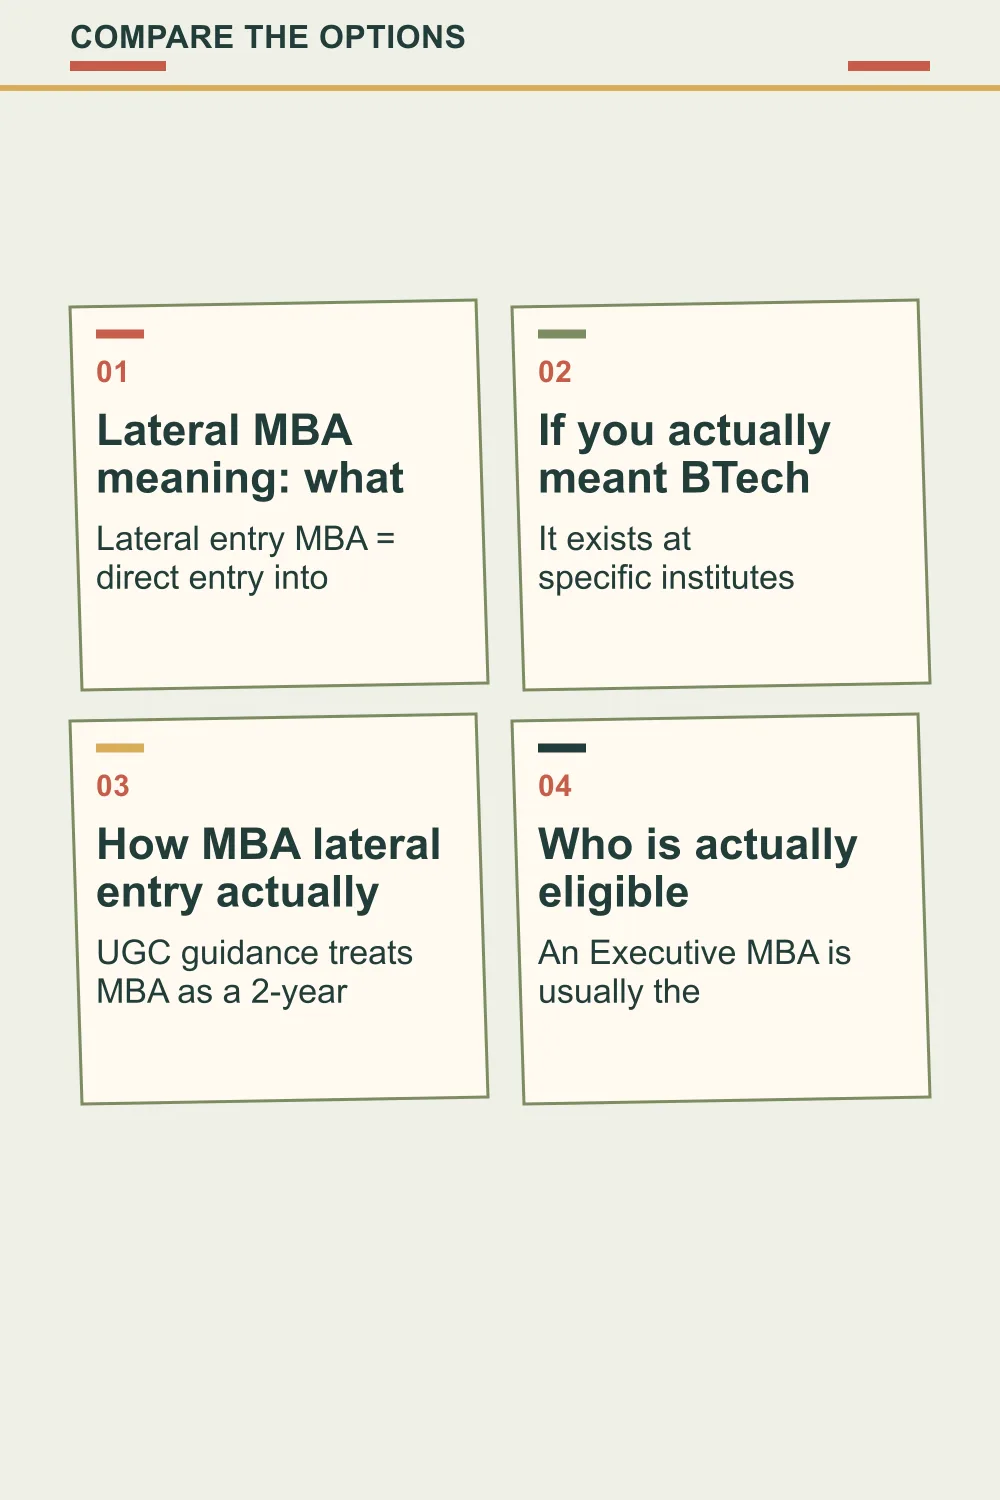 COMPARE THE OPTIONS
01
Lateral MBA
meaning: what
Lateral entry MBA =
direct entry into
02
If you actually
meant BTech
It exists at
specific institutes
03
How MBA lateral
entry actually
UGC guidance treats
MBA as a 2-year
04
Who is actually
eligible
An Executive MBA is
usually the